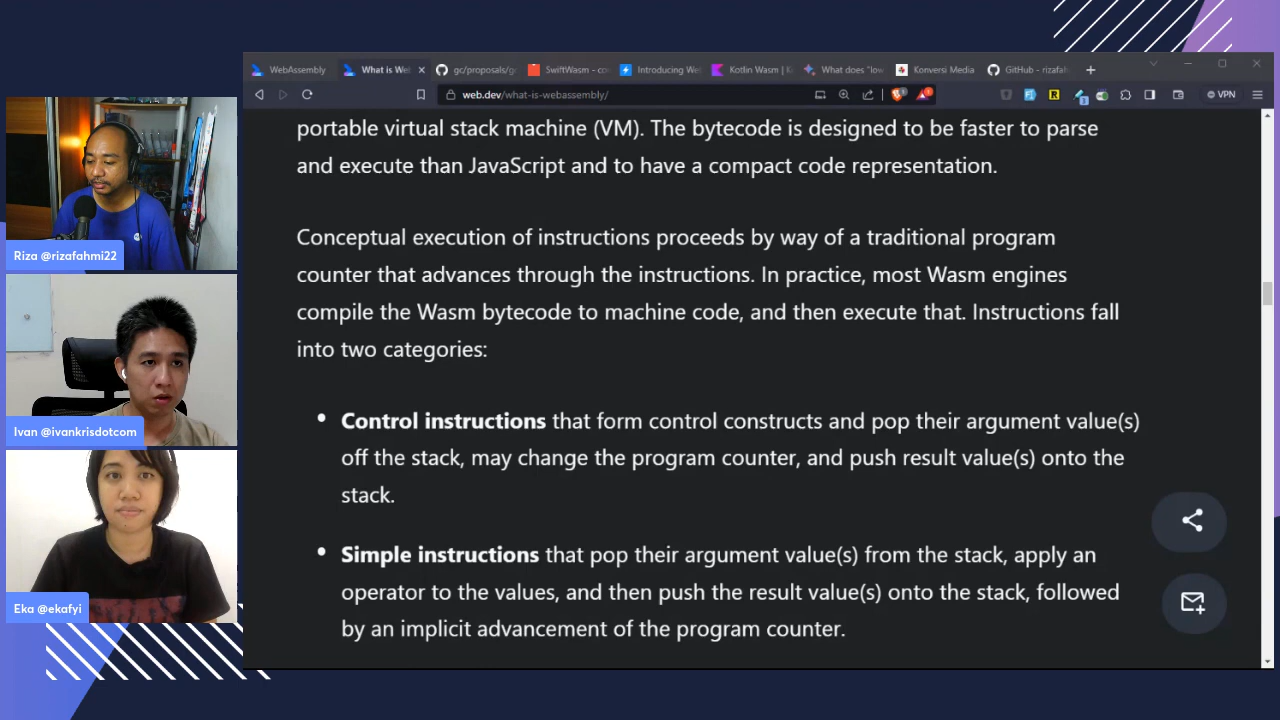 WebAssembly
What is We
gc/proposals/g
SwiftWasm - co
Introducing We
Kotlin Wasm | K
What does "lov
Konversi Media
GitHub - rizafah
web.dev/what-is-webassembly/
VPN
portable virtual stack machine (VM). The bytecode is designed to be faster to parse
and execute than JavaScript and to have a compact code representation.
Conceptual execution of instructions proceeds by way of a traditional program
counter that advances through the instructions. In practice, most Wasm engines
compile the Wasm bytecode to machine code, and then execute that. Instructions fall
into two categories:
• Control instructions that form control constructs and pop their argument value(s)
off the stack, may change the program counter, and push result value(s) onto the
stack.
• Simple instructions that pop their argument value(s) from the stack, apply an
operator to the values, and then push the result value(s) onto the stack, followed
by an implicit advancement of the program counter.
Riza @rizafahmi22
Ivan @ivankrisdotcom
Eka @ekafyi